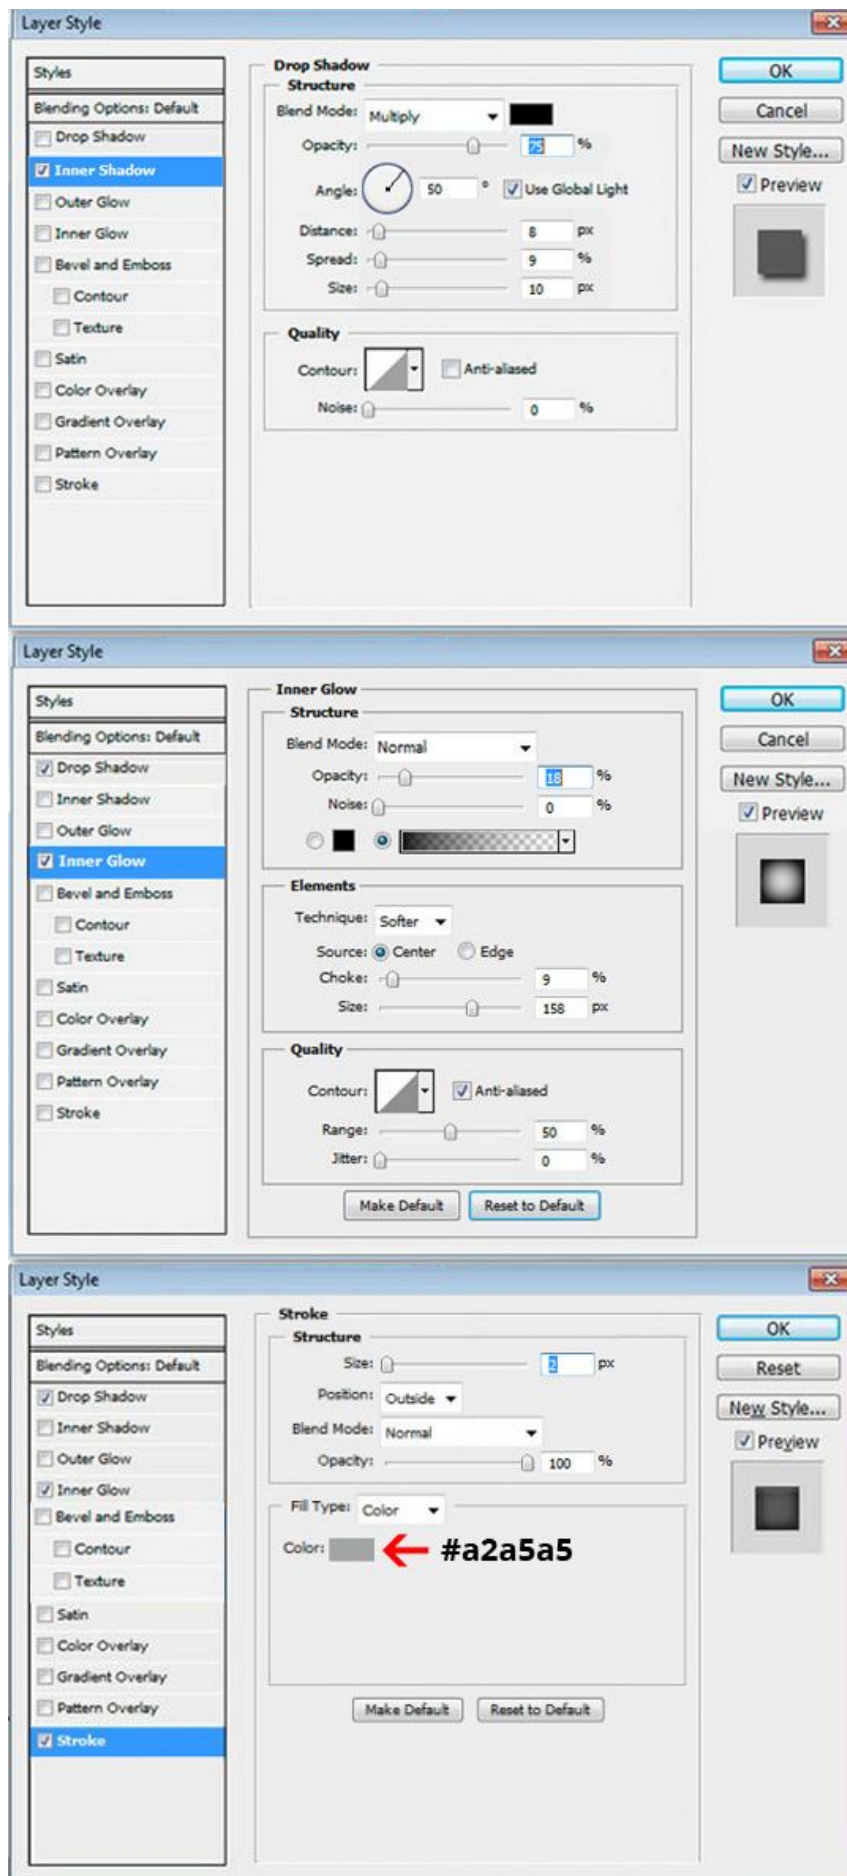 Layer Style
Styles
Blending Options: Default
Drop Shadow
Inner Shadow
Outer Glow
Inner Glow
Bevel and Emboss
Contour
Texture
Satin
Color Overlay
Gradient Overlay
Pattern Overlay
Stroke
Drop Shadow
Structure
Blend Mode: Multiply
Opacity: 75 %
Angle: 50 ° Use Global Light
Distance: 8 px
Spread: 9 %
Size: 10 px
Quality
Contour: Anti-aliased
Noise: 0 %
OK
Cancel
New Style...
Preview
Layer Style
Styles
Blending Options: Default
Drop Shadow
Inner Shadow
Outer Glow
Inner Glow
Bevel and Emboss
Contour
Texture
Satin
Color Overlay
Gradient Overlay
Pattern Overlay
Stroke
Inner Glow
Structure
Blend Mode: Normal
Opacity: 18 %
Noise: 0 %
Elements
Technique: Softer
Source: Center Edge
Choke: 9 %
Size: 158 px
Quality
Contour: Anti-aliased
Range: 50 %
Jitter: 0 %
Make Default Reset to Default
OK
Cancel
New Style...
Preview
Layer Style
Styles
Blending Options: Default
Drop Shadow
Inner Shadow
Outer Glow
Inner Glow
Bevel and Emboss
Contour
Texture
Satin
Color Overlay
Gradient Overlay
Pattern Overlay
Stroke
Stroke
Structure
Size: 2 px
Position: Outside
Blend Mode: Normal
Opacity: 100 %
Fill Type: Color
Color: #a2a5a5
Make Default Reset to Default
OK
Reset
New Style...
Preview